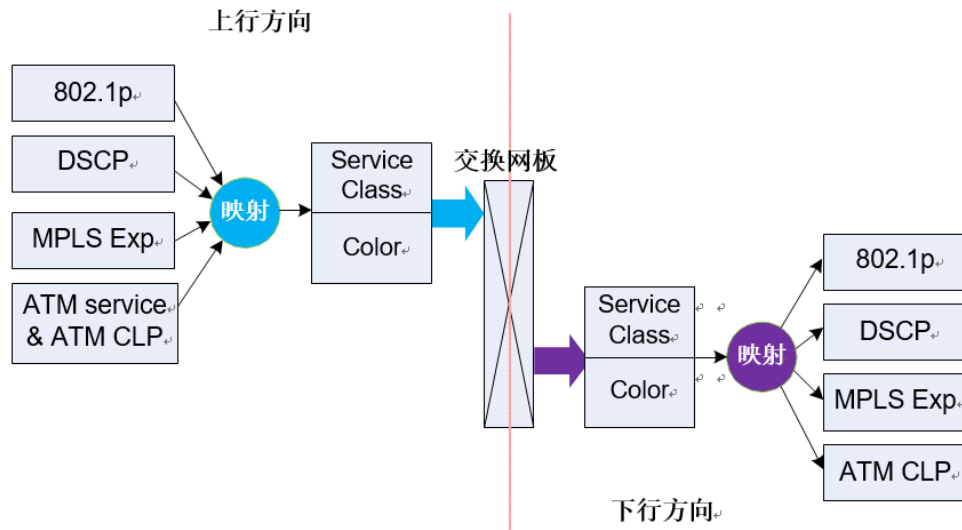 上行方向
802.1p
DSCP
MPLS Exp
ATM service
& ATM CLP
映射
Service
Class
Color
交换网板
Service
Class
Color
映射
802.1p
DSCP
MPLS Exp
ATM CLP
下行方向